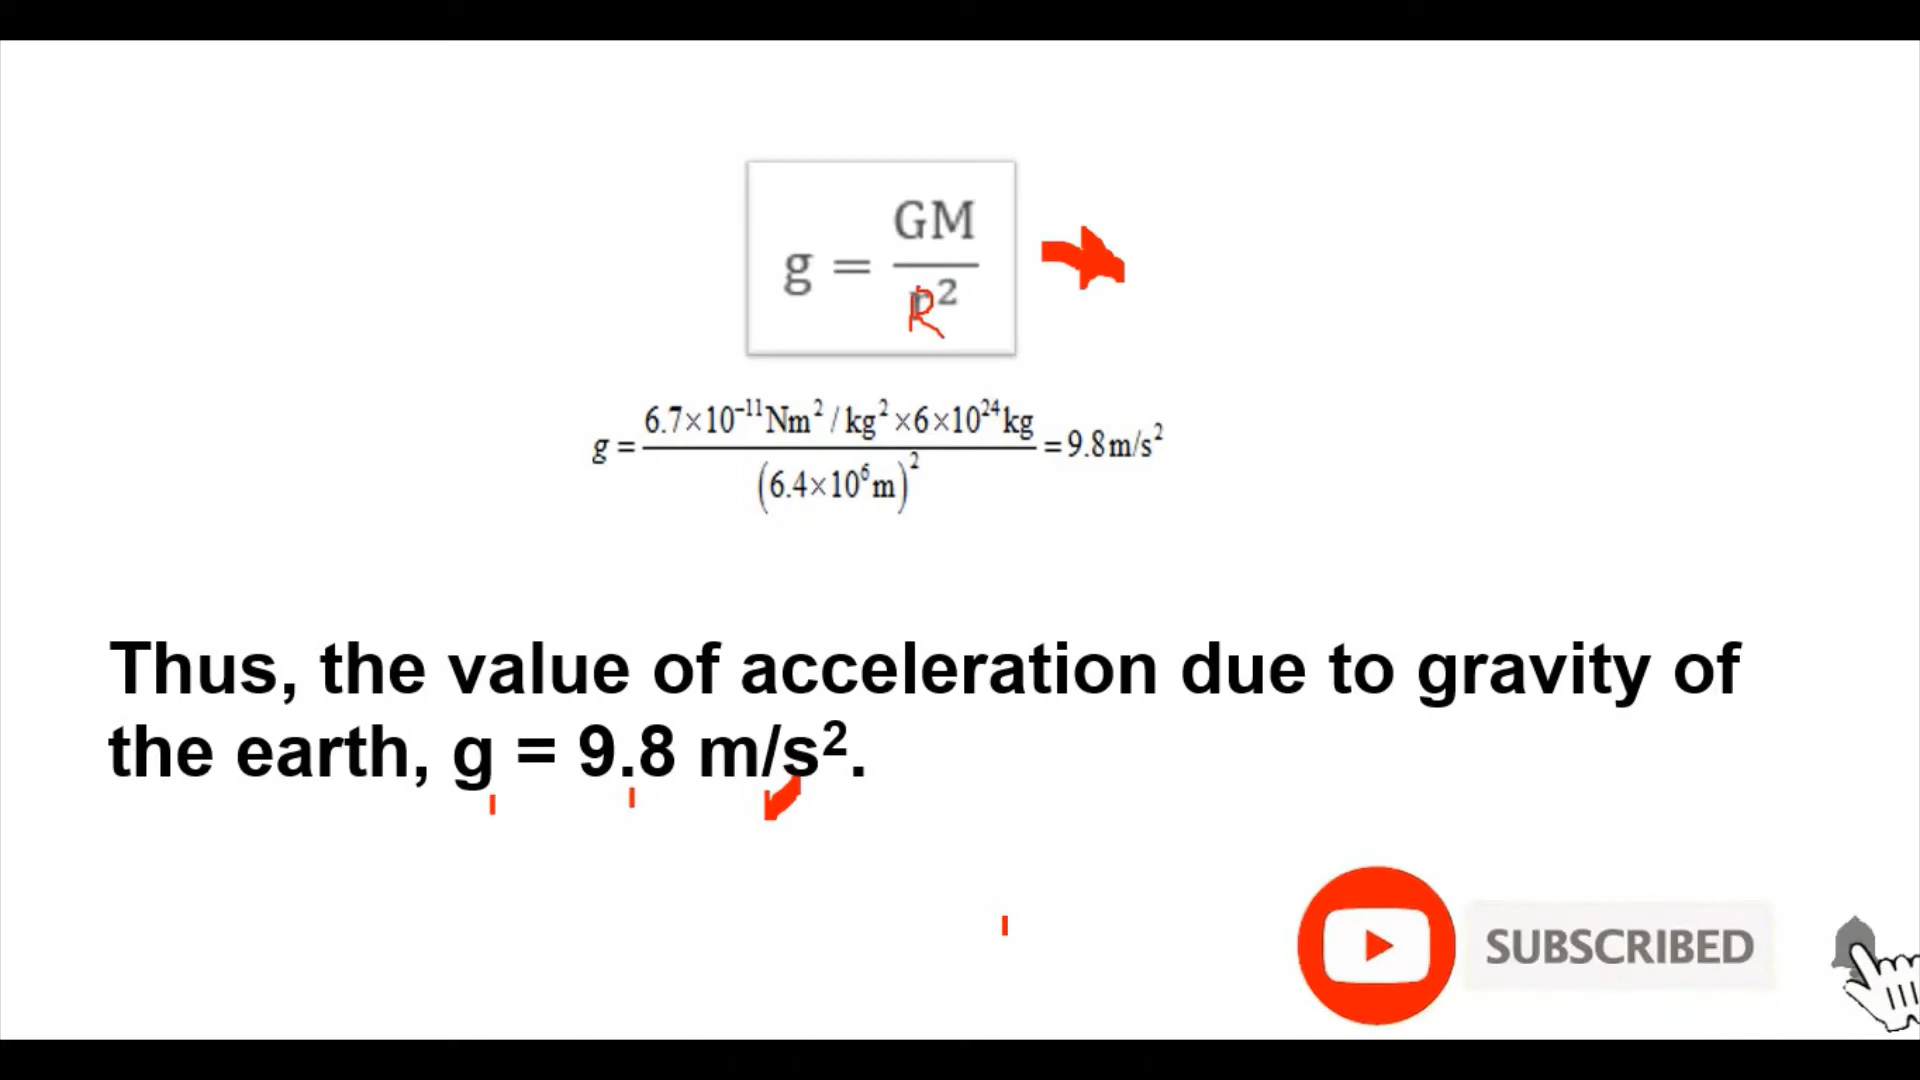 g = GM/r²
R
g = 6.7×10⁻¹¹Nm²/kg²×6×10²⁴kg/(6.4×10⁶m)² = 9.8m/s²
Thus, the value of acceleration due to gravity of
the earth, g = 9.8 m/s².
SUBSCRIBED